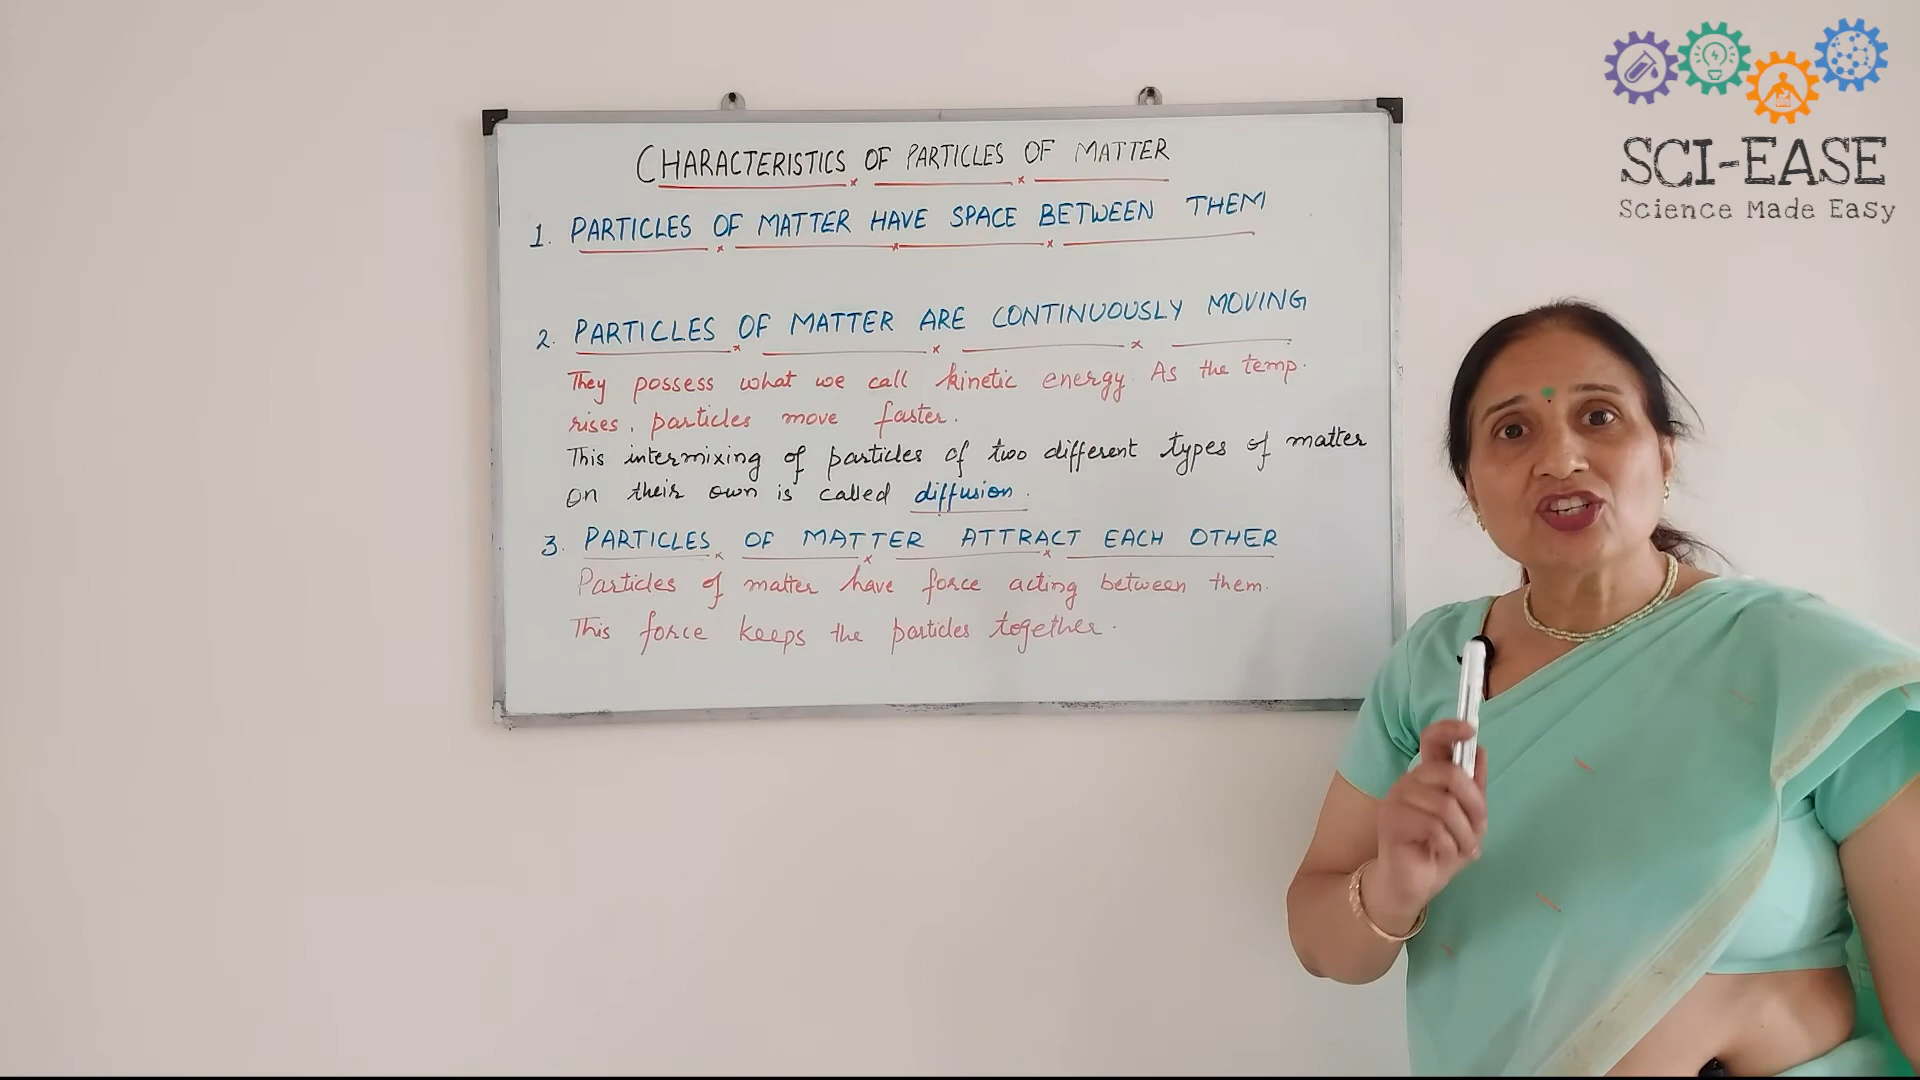 CHARACTERISTICS OF PARTICLES OF MATTER
1. PARTICLES OF MATTER HAVE SPACE BETWEEN THEM
2. PARTICLES OF MATTER ARE CONTINUOUSLY MOVING
They possess what we call kinetic energy. As the temp.
rises, particles move faster.
This intermixing of particles of two different types of matter
on their own is called diffusion.
3. PARTICLES OF MATTER ATTRACT EACH OTHER
Particles of matter have force acting between them.
This force keeps the particles together.
SCI-EASE
Science Made Easy